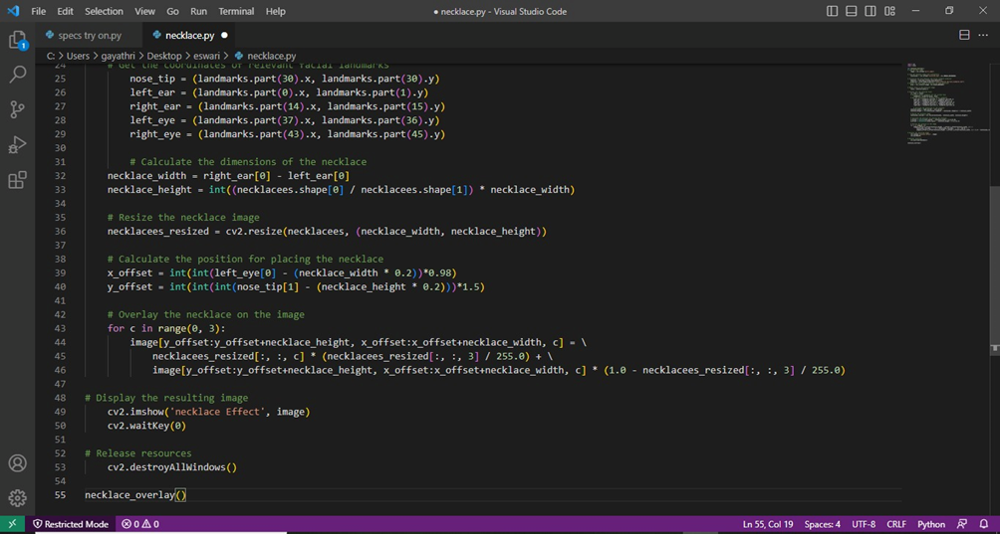 File Edit Selection View Go Run Terminal Help
● necklace.py - Visual Studio Code
specs try on.py
necklace.py ●
C: > Users > gayathri > Desktop > eswari > necklace.py
24 # Get the coordinates of relevant facial landmarks
25 nose_tip = (landmarks.part(30).x, landmarks.part(30).y)
26 left_ear = (landmarks.part(0).x, landmarks.part(1).y)
27 right_ear = (landmarks.part(14).x, landmarks.part(15).y)
28 left_eye = (landmarks.part(37).x, landmarks.part(36).y)
29 right_eye = (landmarks.part(43).x, landmarks.part(45).y)
30
31 # Calculate the dimensions of the necklace
32 necklace_width = right_ear[0] - left_ear[0]
33 necklace_height = int((necklacees.shape[0] / necklacees.shape[1]) * necklace_width)
34
35 # Resize the necklace image
36 necklacees_resized = cv2.resize(necklacees, (necklace_width, necklace_height))
37
38 # Calculate the position for placing the necklace
39 x_offset = int(int(left_eye[0] - (necklace_width * 0.2))*0.98)
40 y_offset = int(int(int(nose_tip[1] - (necklace_height * 0.2)))*1.5)
41
42 # Overlay the necklace on the image
43 for c in range(0, 3):
44 image[y_offset:y_offset+necklace_height, x_offset:x_offset+necklace_width, c] = \
45 necklacees_resized[:, :, c] * (necklacees_resized[:, :, 3] / 255.0) + \
46 image[y_offset:y_offset+necklace_height, x_offset:x_offset+necklace_width, c] * (1.0 - necklacees_resized[:, :, 3] / 255.0)
47
48 # Display the resulting image
49 cv2.imshow('necklace Effect', image)
50 cv2.waitKey(0)
51
52 # Release resources
53 cv2.destroyAllWindows()
54
55 necklace_overlay()
1
Restricted Mode 0 0 Ln 55, Col 19 Spaces: 4 UTF-8 CRLF Python